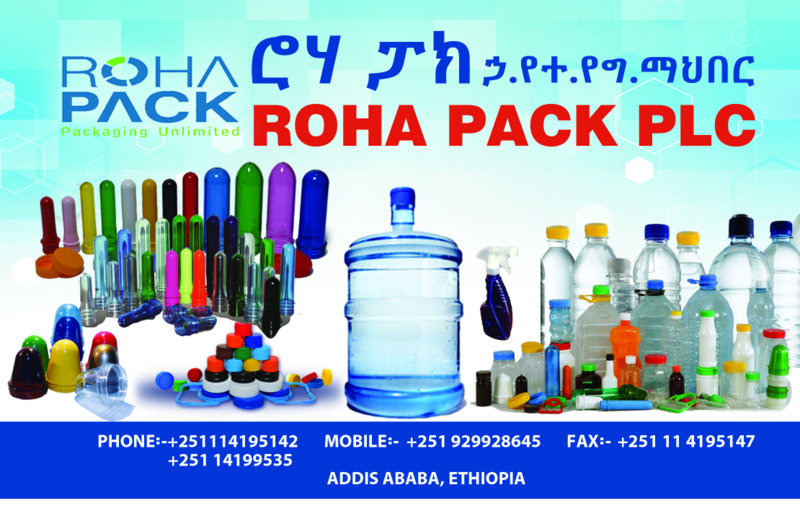 ROHA
PACK
Packaging Unlimited
ሮሃ ፓክ ኃ.የተ.የግ.ማህበር
ROHA PACK PLC
PHONE:-+251114195142 MOBILE:- +251 929928645 FAX:- +251 11 4195147
+251 14199535
ADDIS ABABA, ETHIOPIA